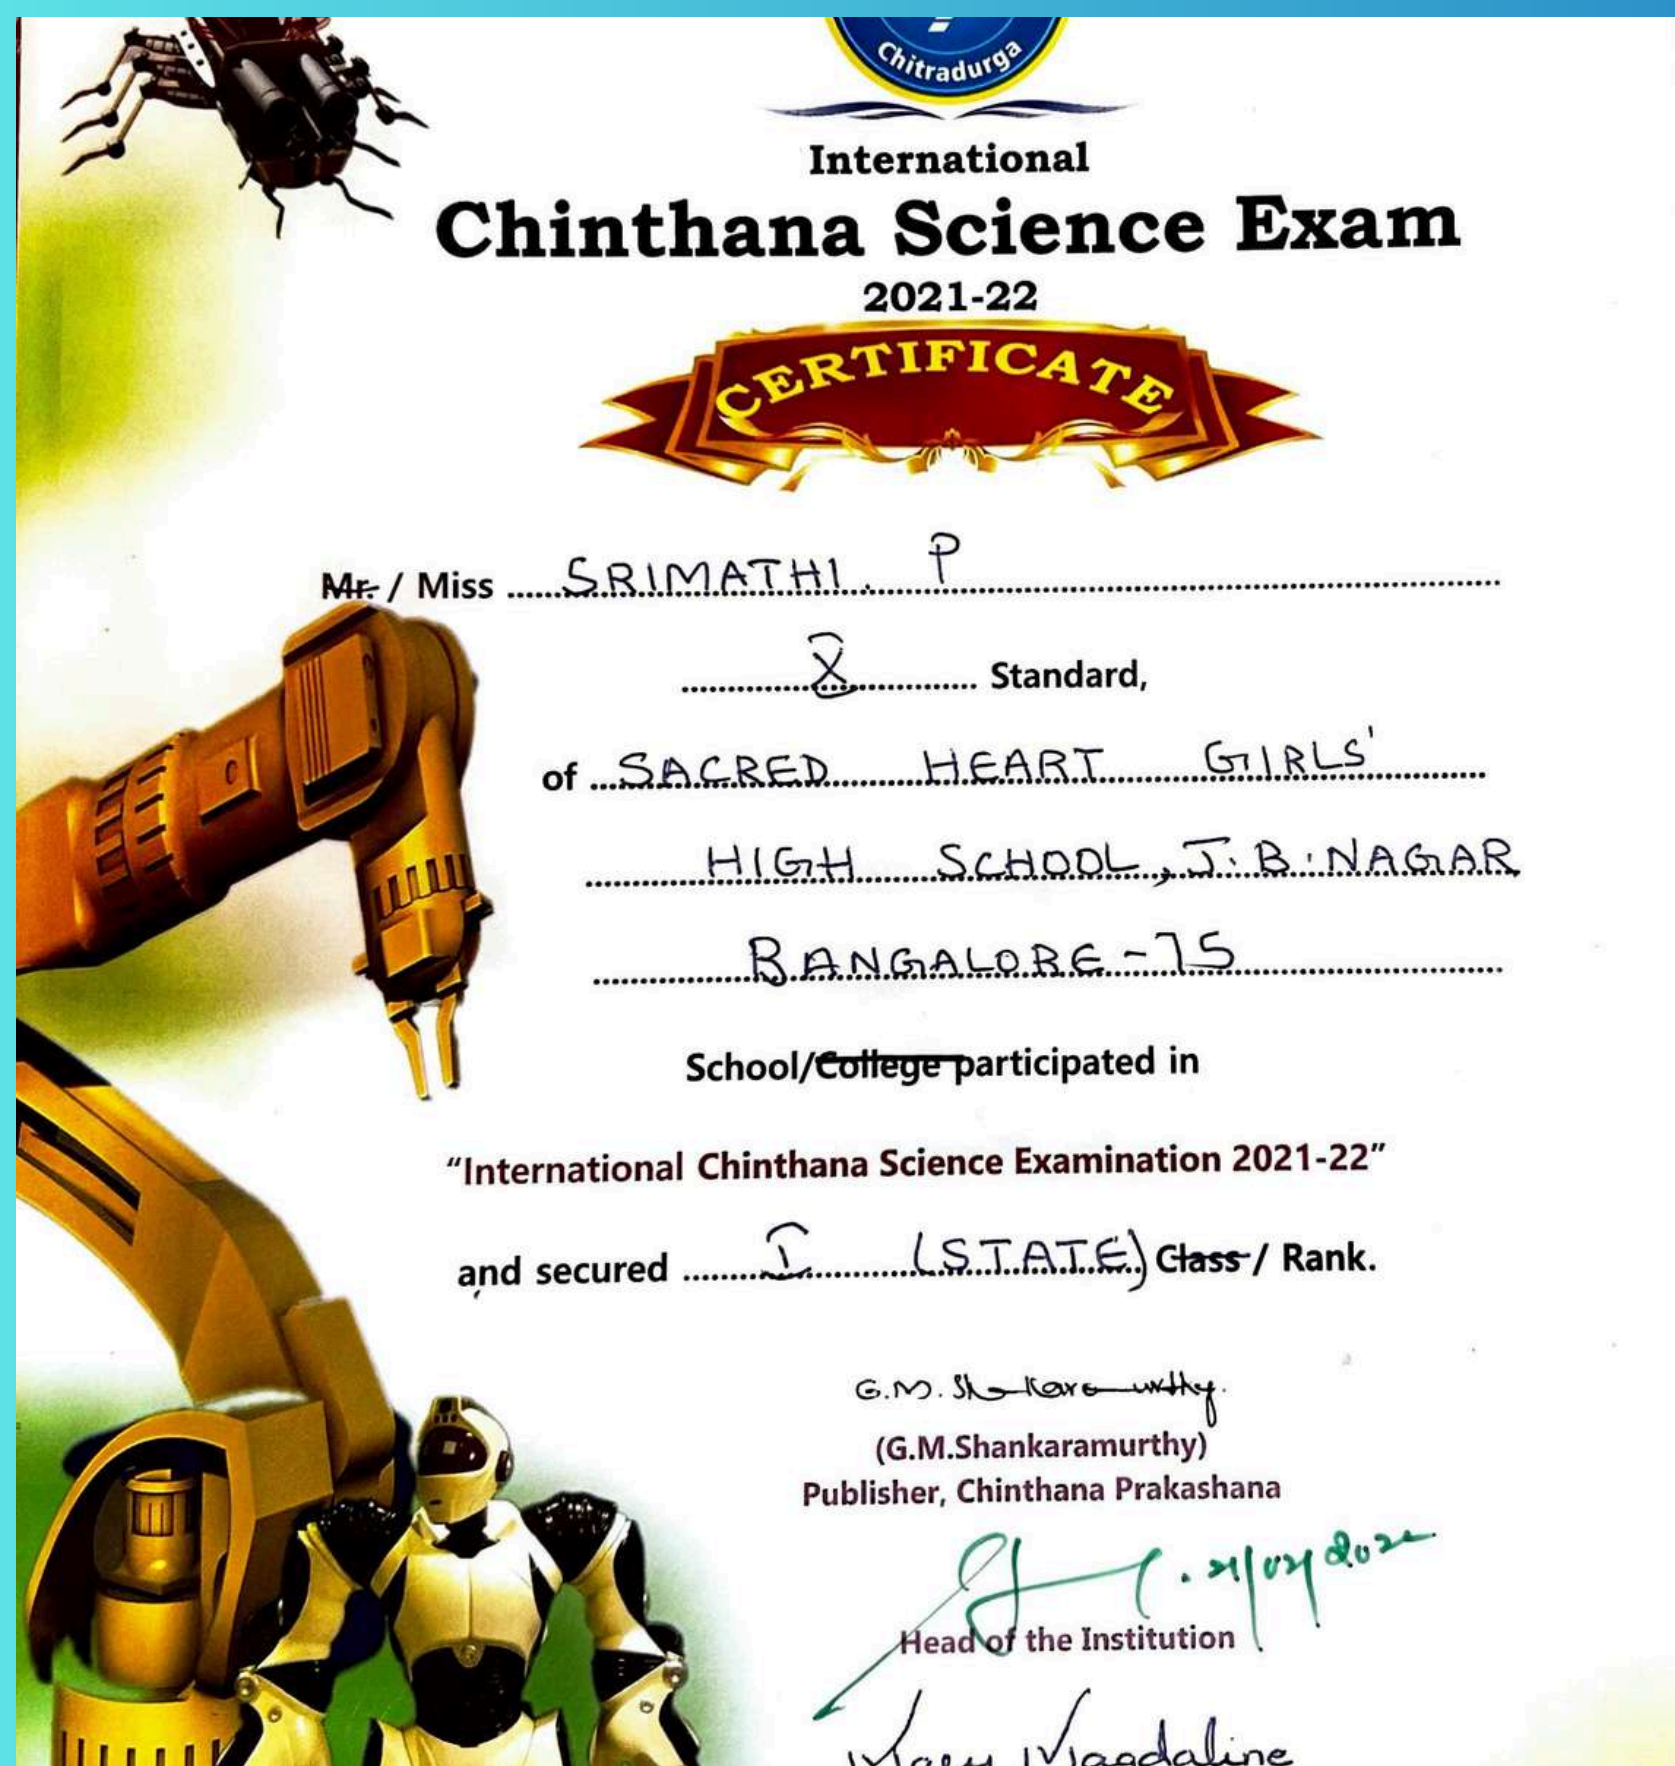 Chitradurga
International
Chinthana Science Exam
2021-22
CERTIFICATE
Mr. / Miss SRIMATHI. P
X Standard,
of SACRED HEART GIRLS'
HIGH SCHOOL, J.B. NAGAR
BANGALORE-75
School/College participated in
“International Chinthana Science Examination 2021-22”
and secured I (STATE) Class / Rank.
G.M. Shankaramurthy.
(G.M.Shankaramurthy)
Publisher, Chinthana Prakashana
Head of the Institution
Mary Magdaline